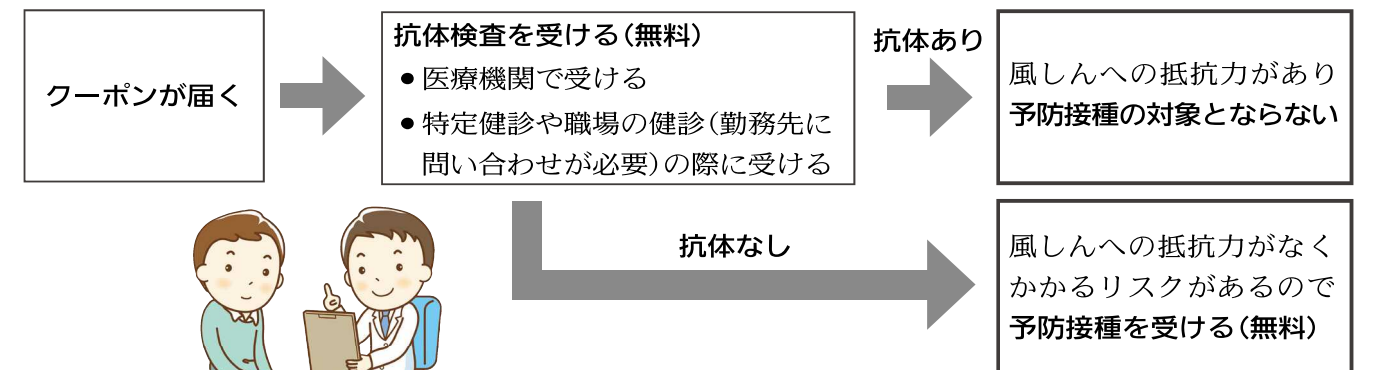 クーポンが届く
抗体検査を受ける（無料）
● 医療機関で受ける
● 特定健診や職場の健診（勤務先に
問い合わせが必要）の際に受ける
抗体あり
風しんへの抵抗力があり
予防接種の対象とならない
抗体なし
風しんへの抵抗力がなく
かかるリスクがあるので
予防接種を受ける（無料）